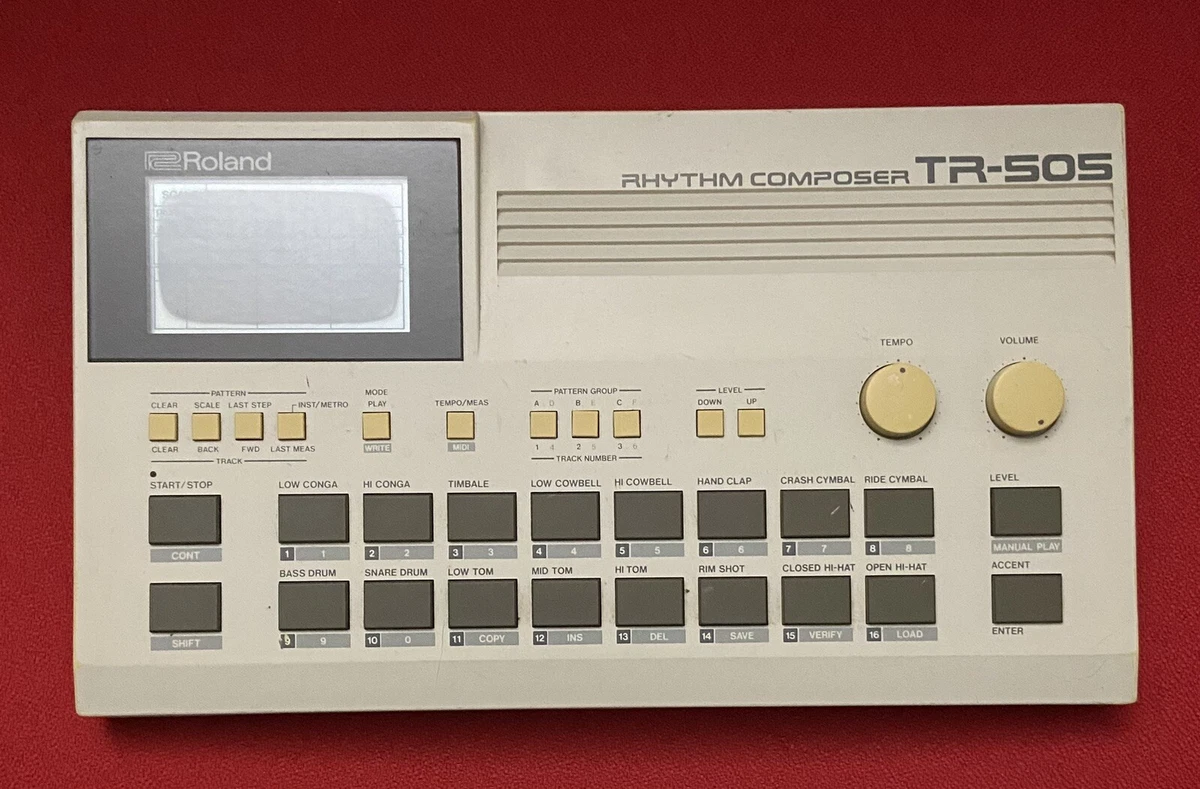 Roland
RHYTHM COMPOSER TR-505
TEMPO VOLUME
PATTERN
CLEAR SCALE LAST STEP INST/METRO
CLEAR BACK FWD LAST MEAS
TRACK
MODE
PLAY
WRITE
TEMPO/MEAS
MIDI
PATTERN GROUP
A D B E C F
1 4 2 5 3 6
TRACK NUMBER
LEVEL
DOWN UP
START/STOP LOW CONGA HI CONGA TIMBALE LOW COWBELL HI COWBELL HAND CLAP CRASH CYMBAL RIDE CYMBAL LEVEL
CONT 1 1 2 2 3 3 4 4 5 5 6 6 7 7 8 8 MANUAL PLAY
BASS DRUM SNARE DRUM LOW TOM MID TOM HI TOM RIM SHOT CLOSED HI-HAT OPEN HI-HAT ACCENT
SHIFT 9 9 10 0 11 COPY 12 INS 13 DEL 14 SAVE 15 VERIFY 16 LOAD ENTER